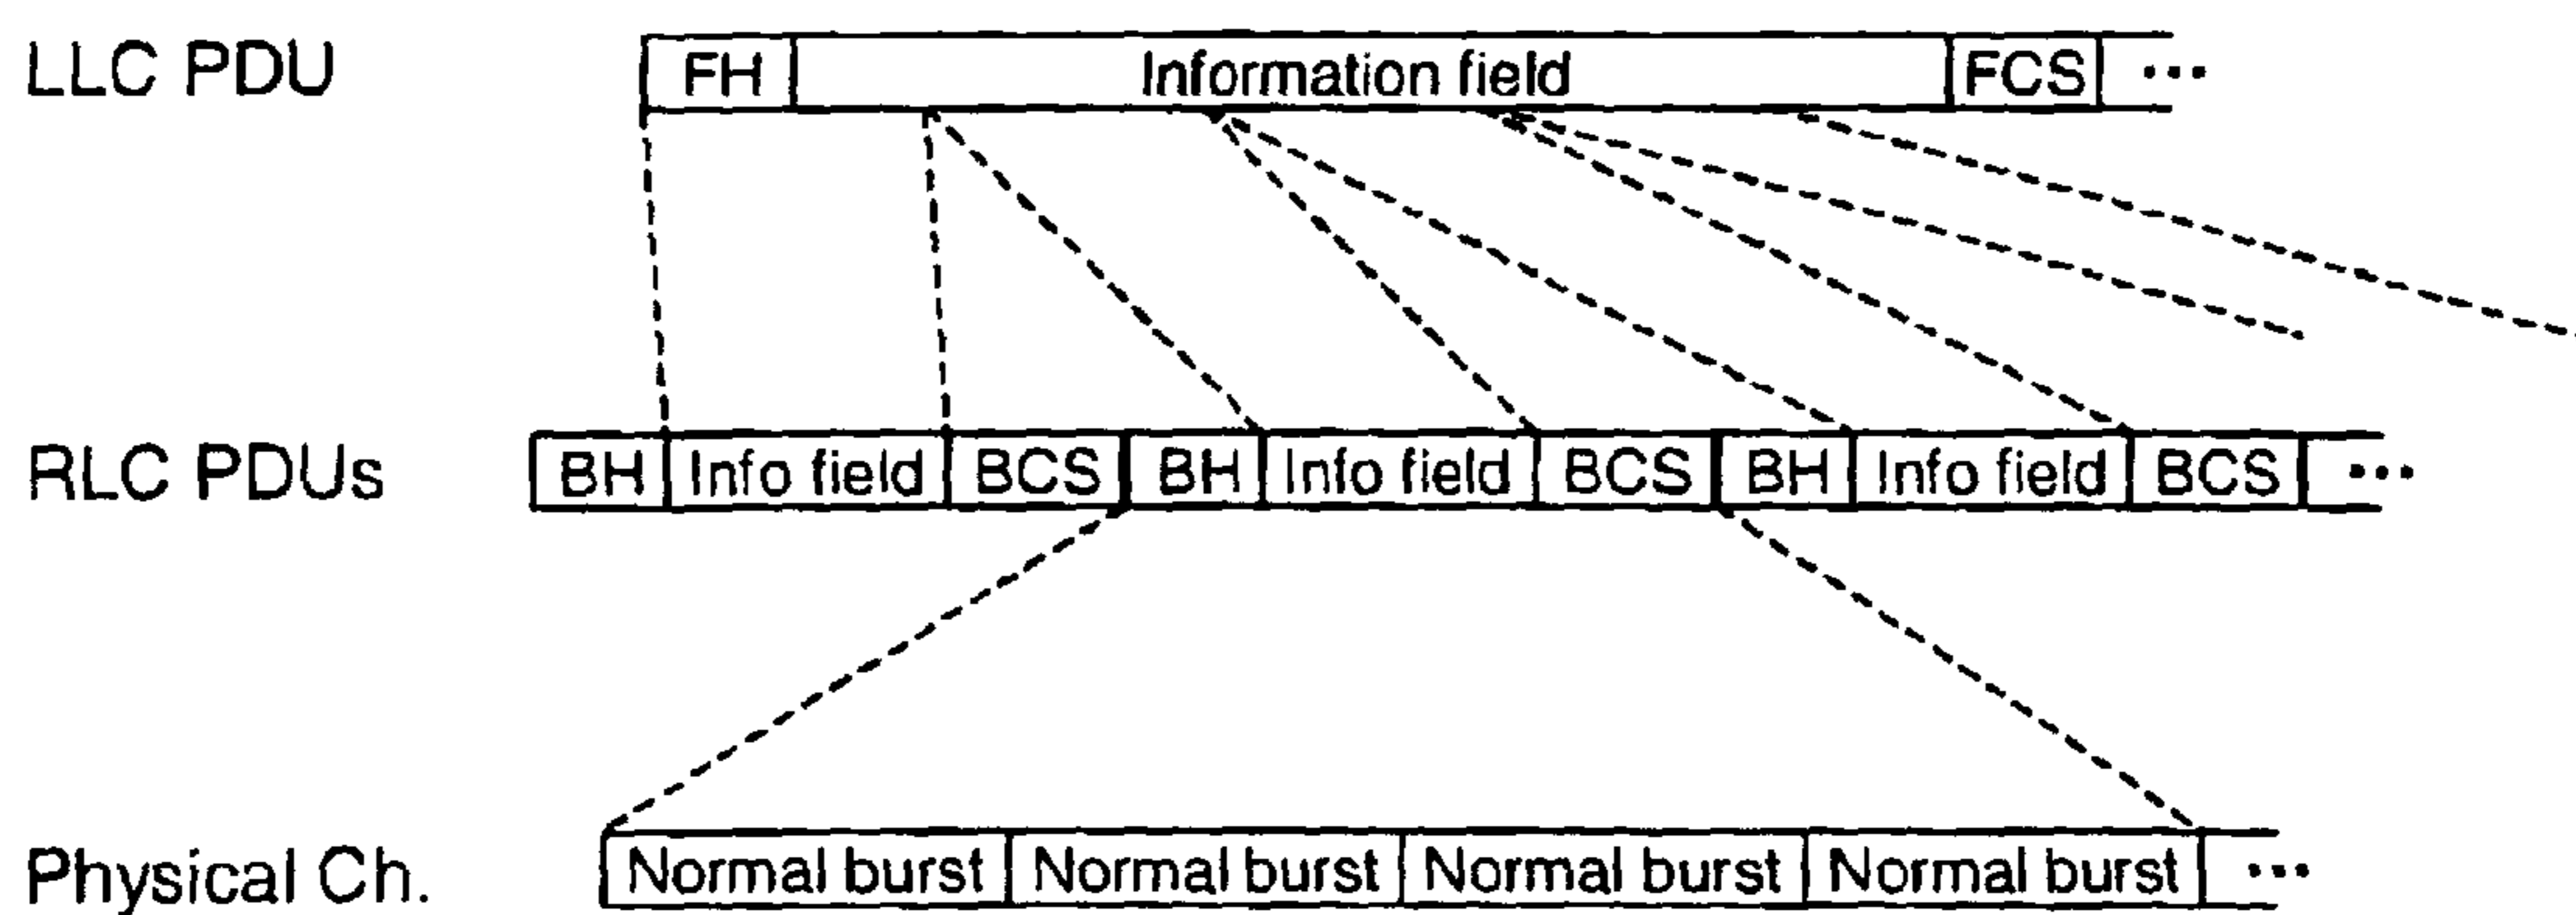 LLC PDU FH Information field FCS ...
RLC PDUs BH Info field BCS BH Info field BCS BH Info field BCS ...
Physical Ch. Normal burst Normal burst Normal burst Normal burst ...